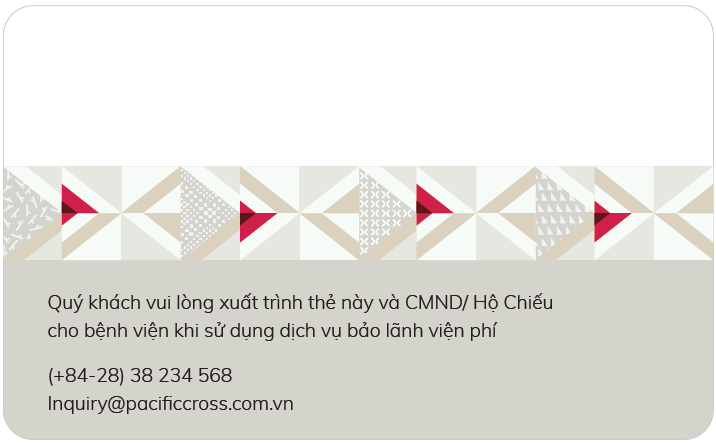 Quý khách vui lòng xuất trình thẻ này và CMND/ Hộ Chiếu
cho bệnh viện khi sử dụng dịch vụ bảo lãnh viện phí
(+84-28) 38 234 568
Inquiry@pacificcross.com.vn